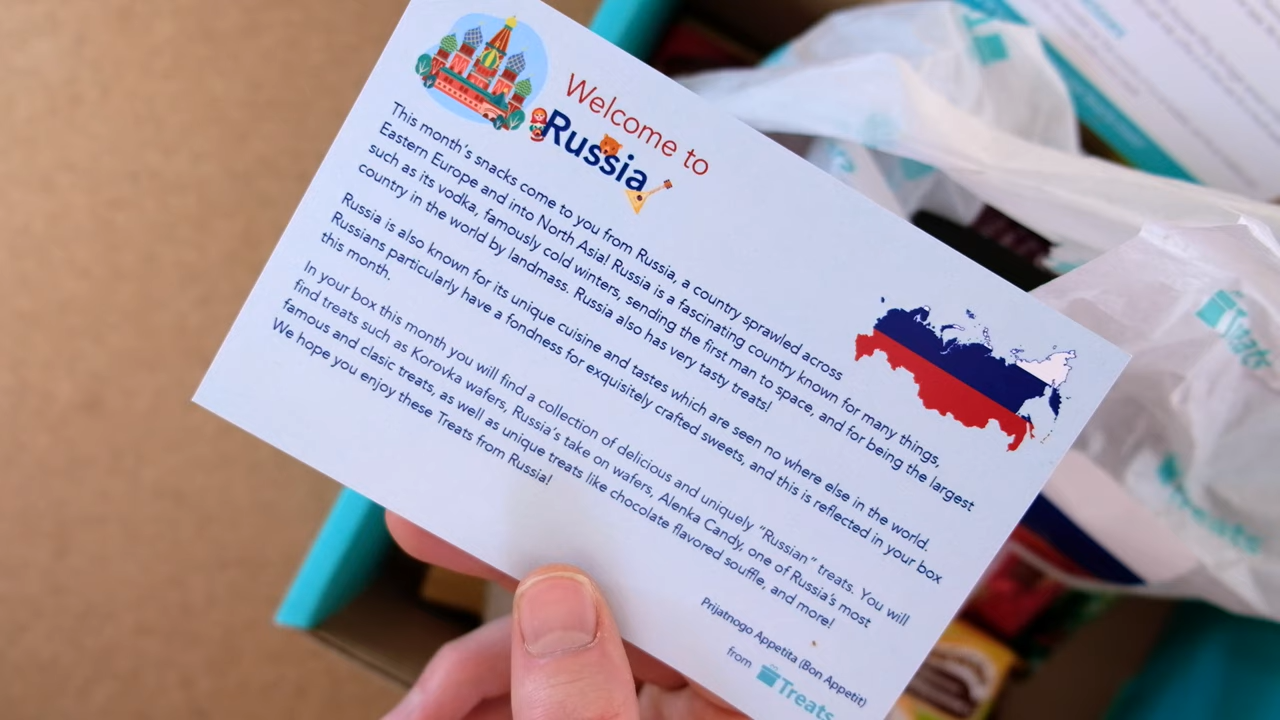 Welcome to
Russia
This month's snacks come to you from Russia, a country sprawled across
Eastern Europe and into North Asia! Russia is a fascinating country known for many things,
such as its vodka, famously cold winters, sending the first man to space, and for being the largest
country in the world by landmass. Russia also has very tasty treats!
Russia is also known for its unique cuisine and tastes which are seen no where else in the world.
Russians particularly have a fondness for exquisitely crafted sweets, and this is reflected in your box
this month.
In your box this month you will find a collection of delicious and uniquely "Russian" treats. You will
find treats such as Korovka wafers, Russia's take on wafers, Alenka Candy, one of Russia's most
famous and clasic treats, as well as unique treats like chocolate flavored souffle, and more!
We hope you enjoy these Treats from Russia!
Prijatnogo Appetita (Bon Appetit)
from Treats
Treats
Treats